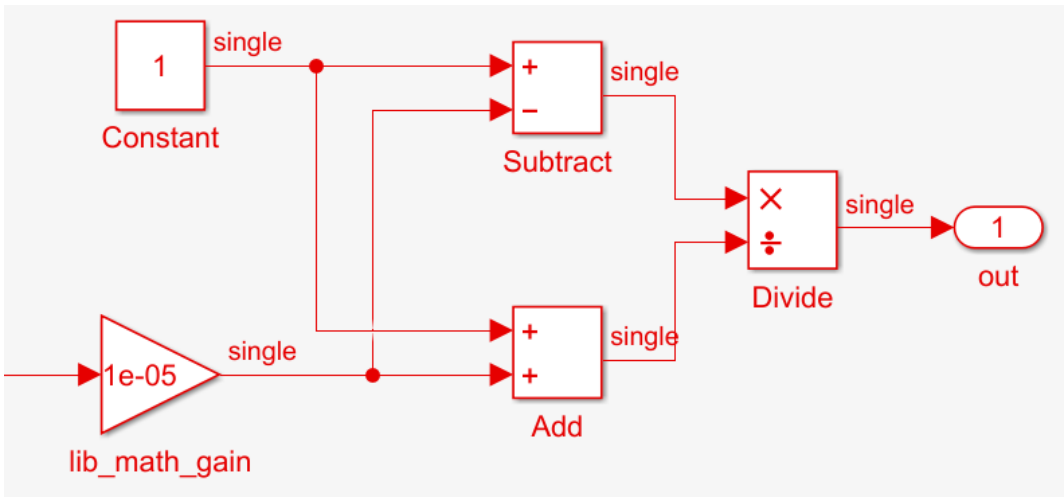 single
1
Constant
+
−
single
Subtract
×
÷
single
Divide
1
out
1e-05
single
lib_math_gain
+
+
single
Add